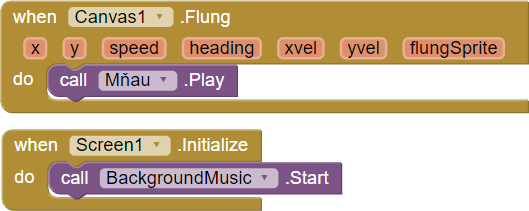 when Canvas1 .Flung
x y speed heading xvel yvel flungSprite
do call Mňau .Play
when Screen1 .Initialize
do call BackgroundMusic .Start